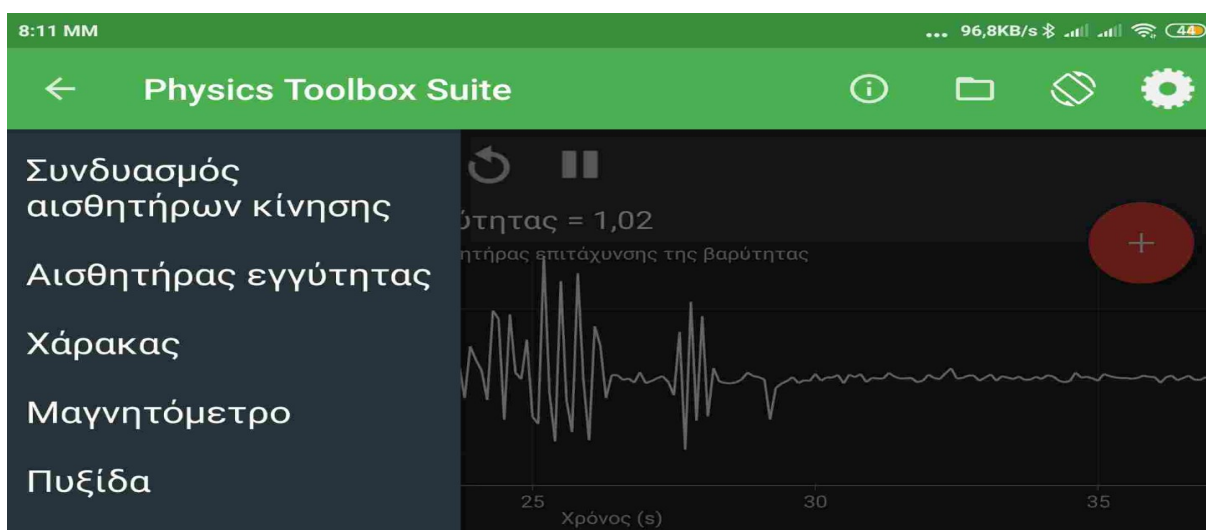 8:11 MM
... 96,8KB/s 44
Physics Toolbox Suite
Συνδυασμός
αισθητήρων κίνησης
Αισθητήρας εγγύτητας
Χάρακας
Μαγνητόμετρο
Πυξίδα
ύτητας = 1,02
ητήρας επιτάχυνσης της βαρύτητας
+
25 30 35
Χρόνος (s)